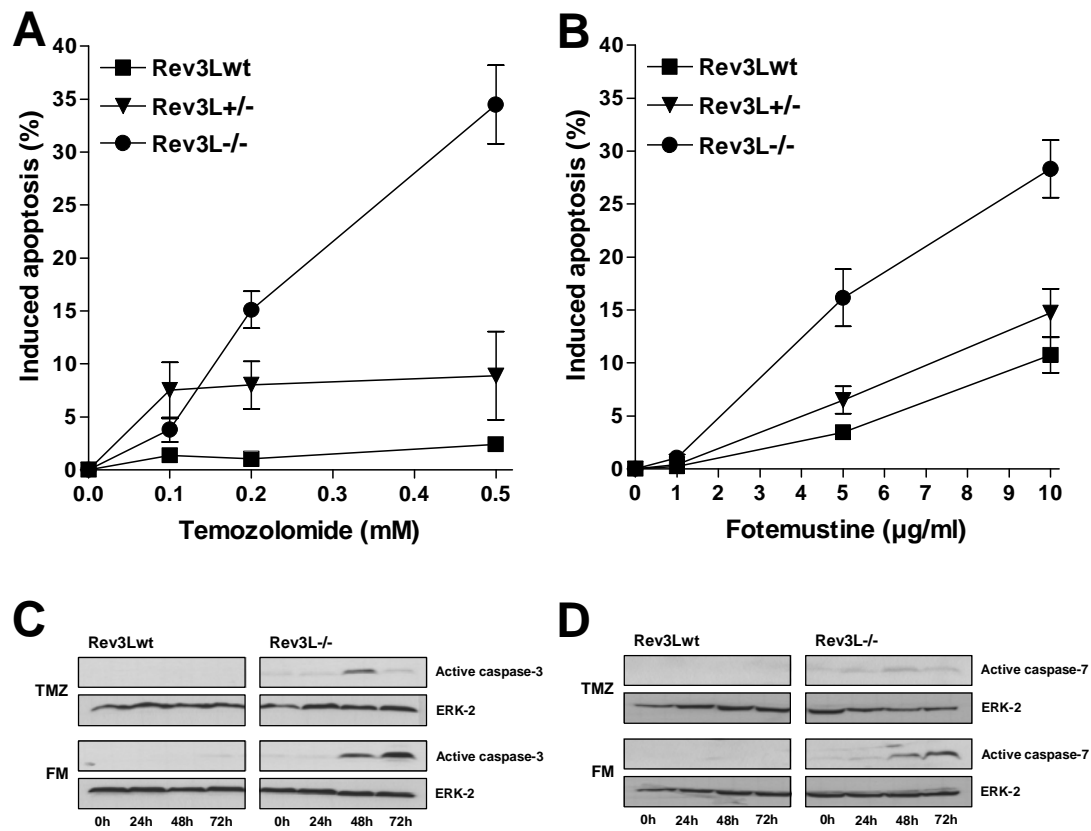 A
Induced apoptosis (%)
40
35
30
25
20
15
10
5
0
Rev3Lwt
Rev3L+/-
Rev3L-/-
0.0 0.1 0.2 0.3 0.4 0.5
Temozolomide (mM)
B
Induced apoptosis (%)
40
35
30
25
20
15
10
5
0
Rev3Lwt
Rev3L+/-
Rev3L-/-
0 1 2 3 4 5 6 7 8 9 10
Fotemustine (µg/ml)
C
Rev3Lwt Rev3L-/-
TMZ
Active caspase-3
ERK-2
FM
Active caspase-3
ERK-2
0h 24h 48h 72h 0h 24h 48h 72h
D
Rev3Lwt Rev3L-/-
TMZ
Active caspase-7
ERK-2
FM
Active caspase-7
ERK-2
0h 24h 48h 72h 0h 24h 48h 72h